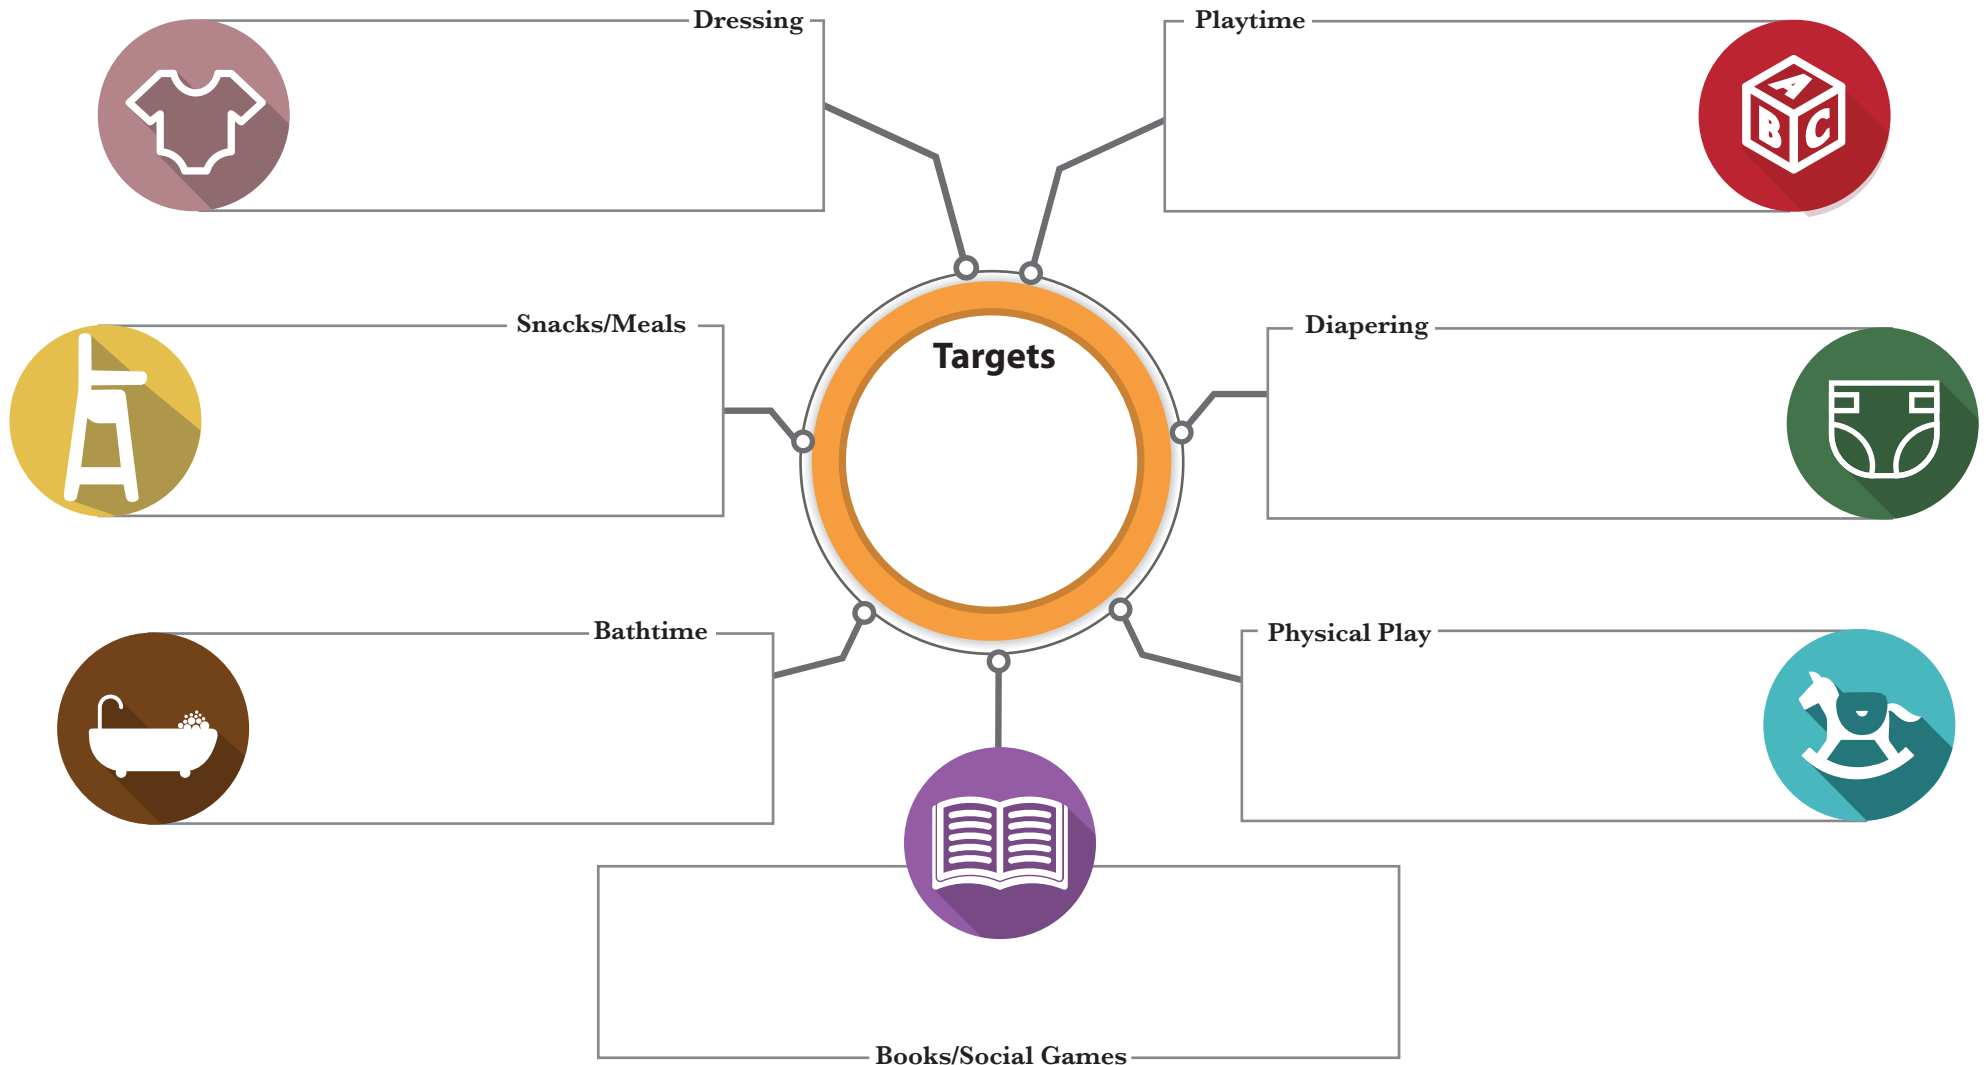 Dressing
Playtime
A
B C
Snacks/Meals
Targets
Diapering
Bathtime
Physical Play
Books/Social Games